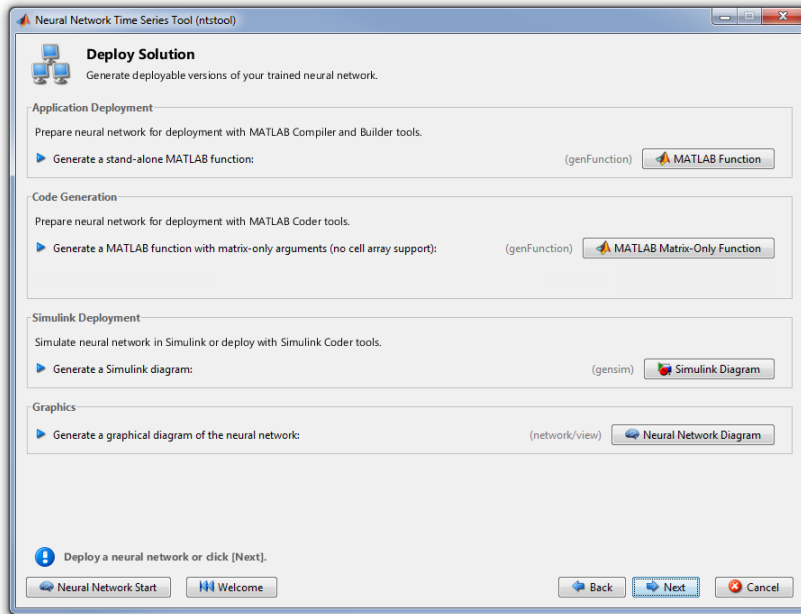 Neural Network Time Series Tool (ntstool)
Deploy Solution
Generate deployable versions of your trained neural network.
Application Deployment
Prepare neural network for deployment with MATLAB Compiler and Builder tools.
Generate a stand-alone MATLAB function: (genFunction) MATLAB Function
Code Generation
Prepare neural network for deployment with MATLAB Coder tools.
Generate a MATLAB function with matrix-only arguments (no cell array support): (genFunction) MATLAB Matrix-Only Function
Simulink Deployment
Simulate neural network in Simulink or deploy with Simulink Coder tools.
Generate a Simulink diagram: (gensim) Simulink Diagram
Graphics
Generate a graphical diagram of the neural network: (network/view) Neural Network Diagram
Deploy a neural network or click [Next].
Neural Network Start Welcome Back Next Cancel